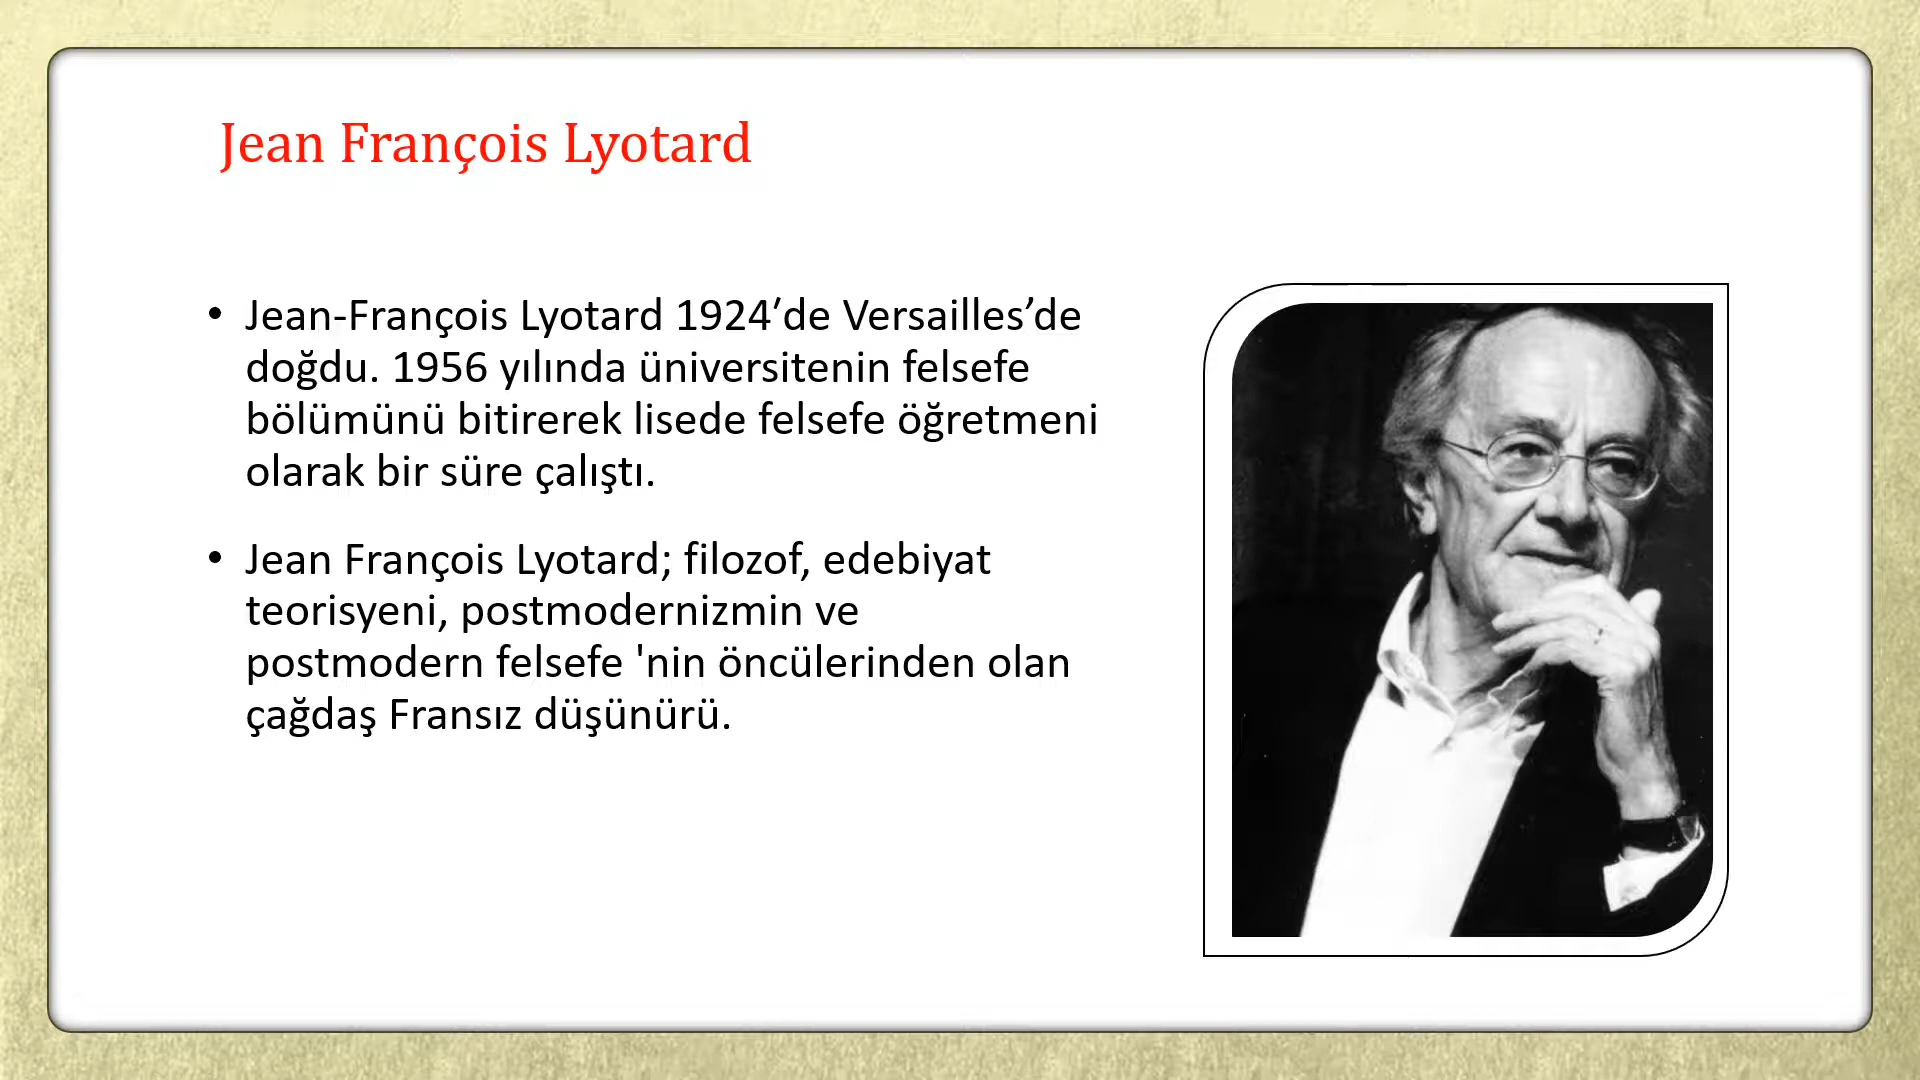 Jean François Lyotard
• Jean-François Lyotard 1924′de Versailles’de
doğdu. 1956 yılında üniversitenin felsefe
bölümünü bitirerek lisede felsefe öğretmeni
olarak bir süre çalıştı.
• Jean François Lyotard; filozof, edebiyat
teorisyeni, postmodernizmin ve
postmodern felsefe 'nin öncülerinden olan
çağdaş Fransız düşünürü.